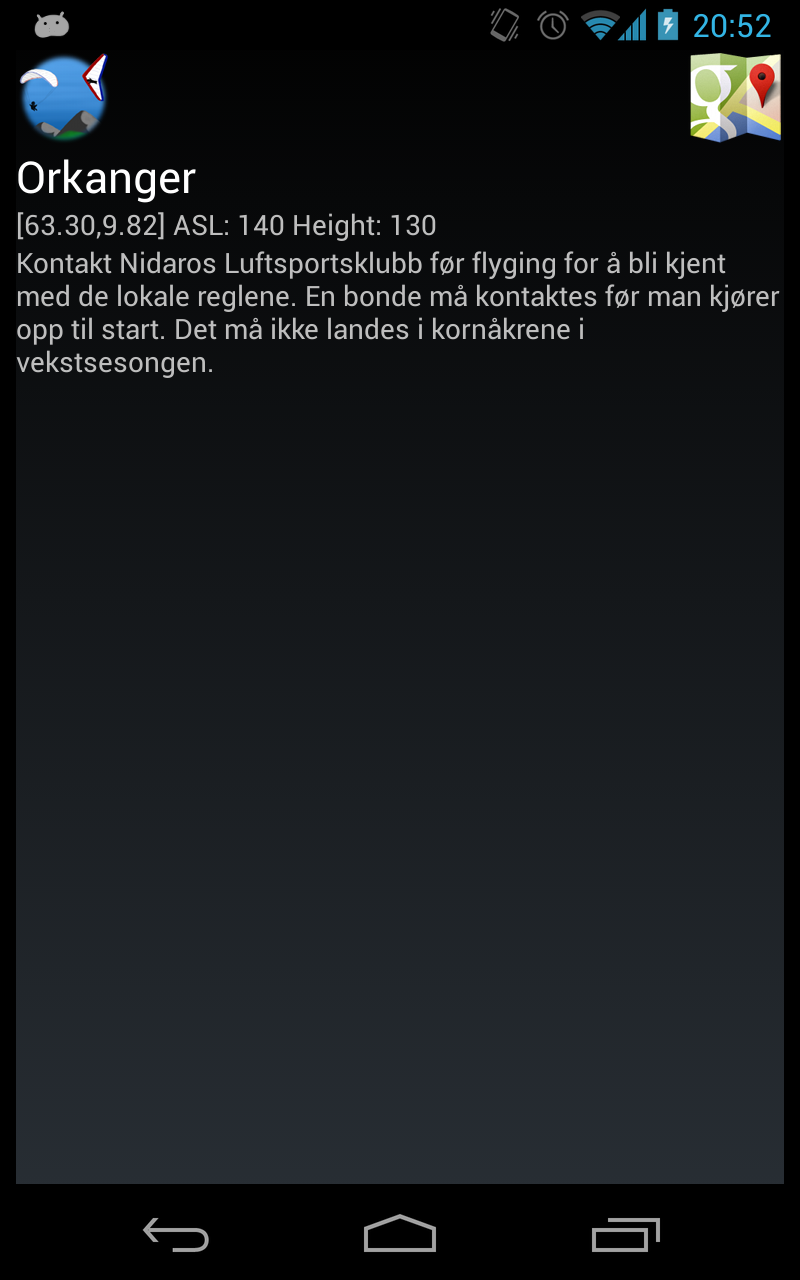 20:52
Orkanger
[63.30,9.82] ASL: 140 Height: 130
Kontakt Nidaros Luftsportsklubb før flyging for å bli kjent
med de lokale reglene. En bonde må kontaktes før man kjører
opp til start. Det må ikke landes i kornåkrene i
vekstsesongen.